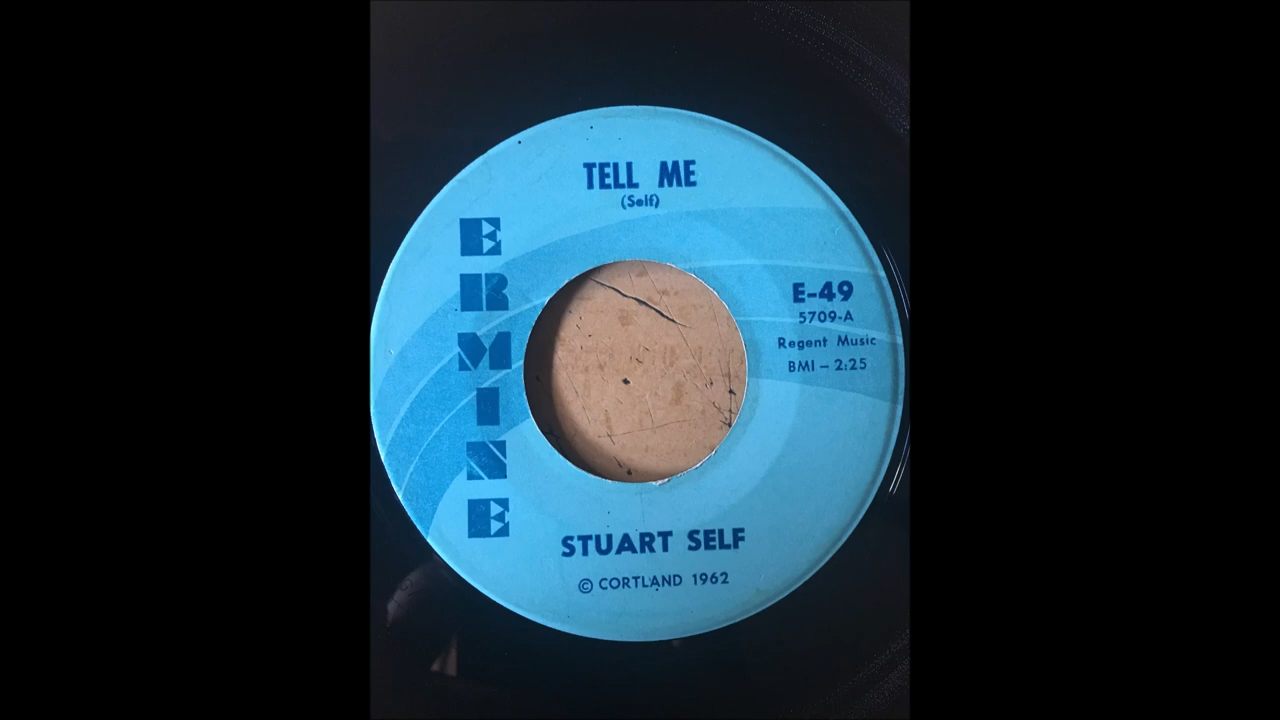 TELL ME
(Self)
ERMINE
E-49
5709-A
Regent Music
BMI – 2:25
STUART SELF
© CORTLAND 1962